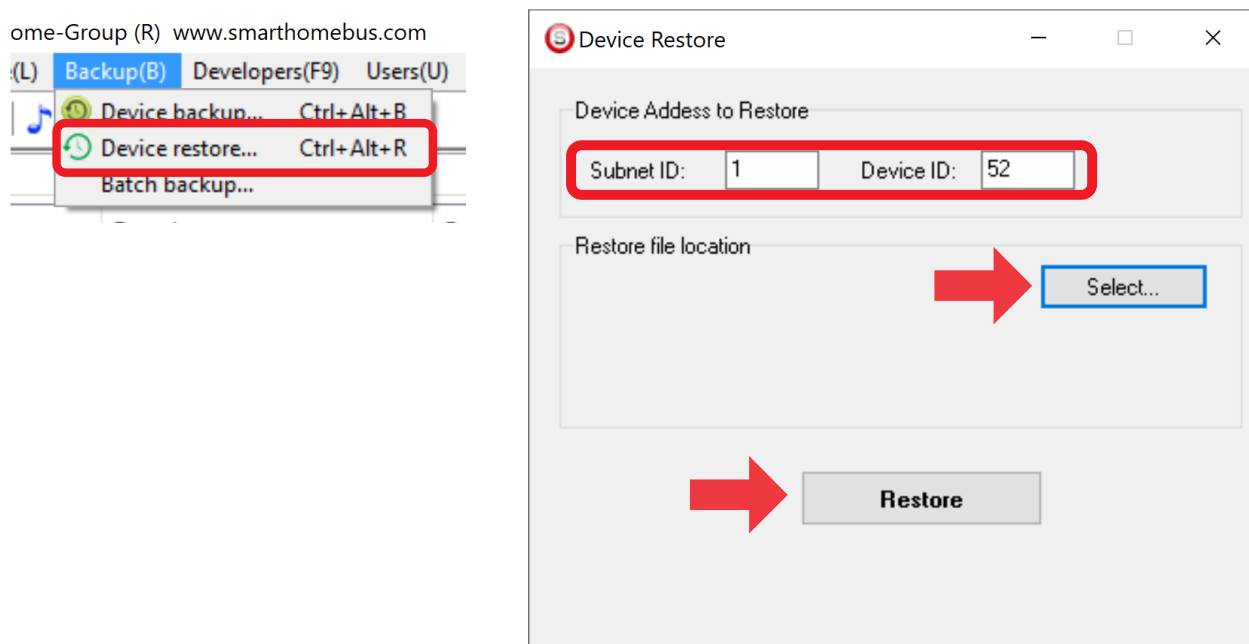 ome-Group (R) www.smarthomebus.com
(L) Backup(B) Developers(F9) Users(U)
Device backup... Ctrl+Alt+B
Device restore... Ctrl+Alt+R
Batch backup...
S Device Restore
Device Addess to Restore
Subnet ID: 1 Device ID: 52
Restore file location
Select...
Restore